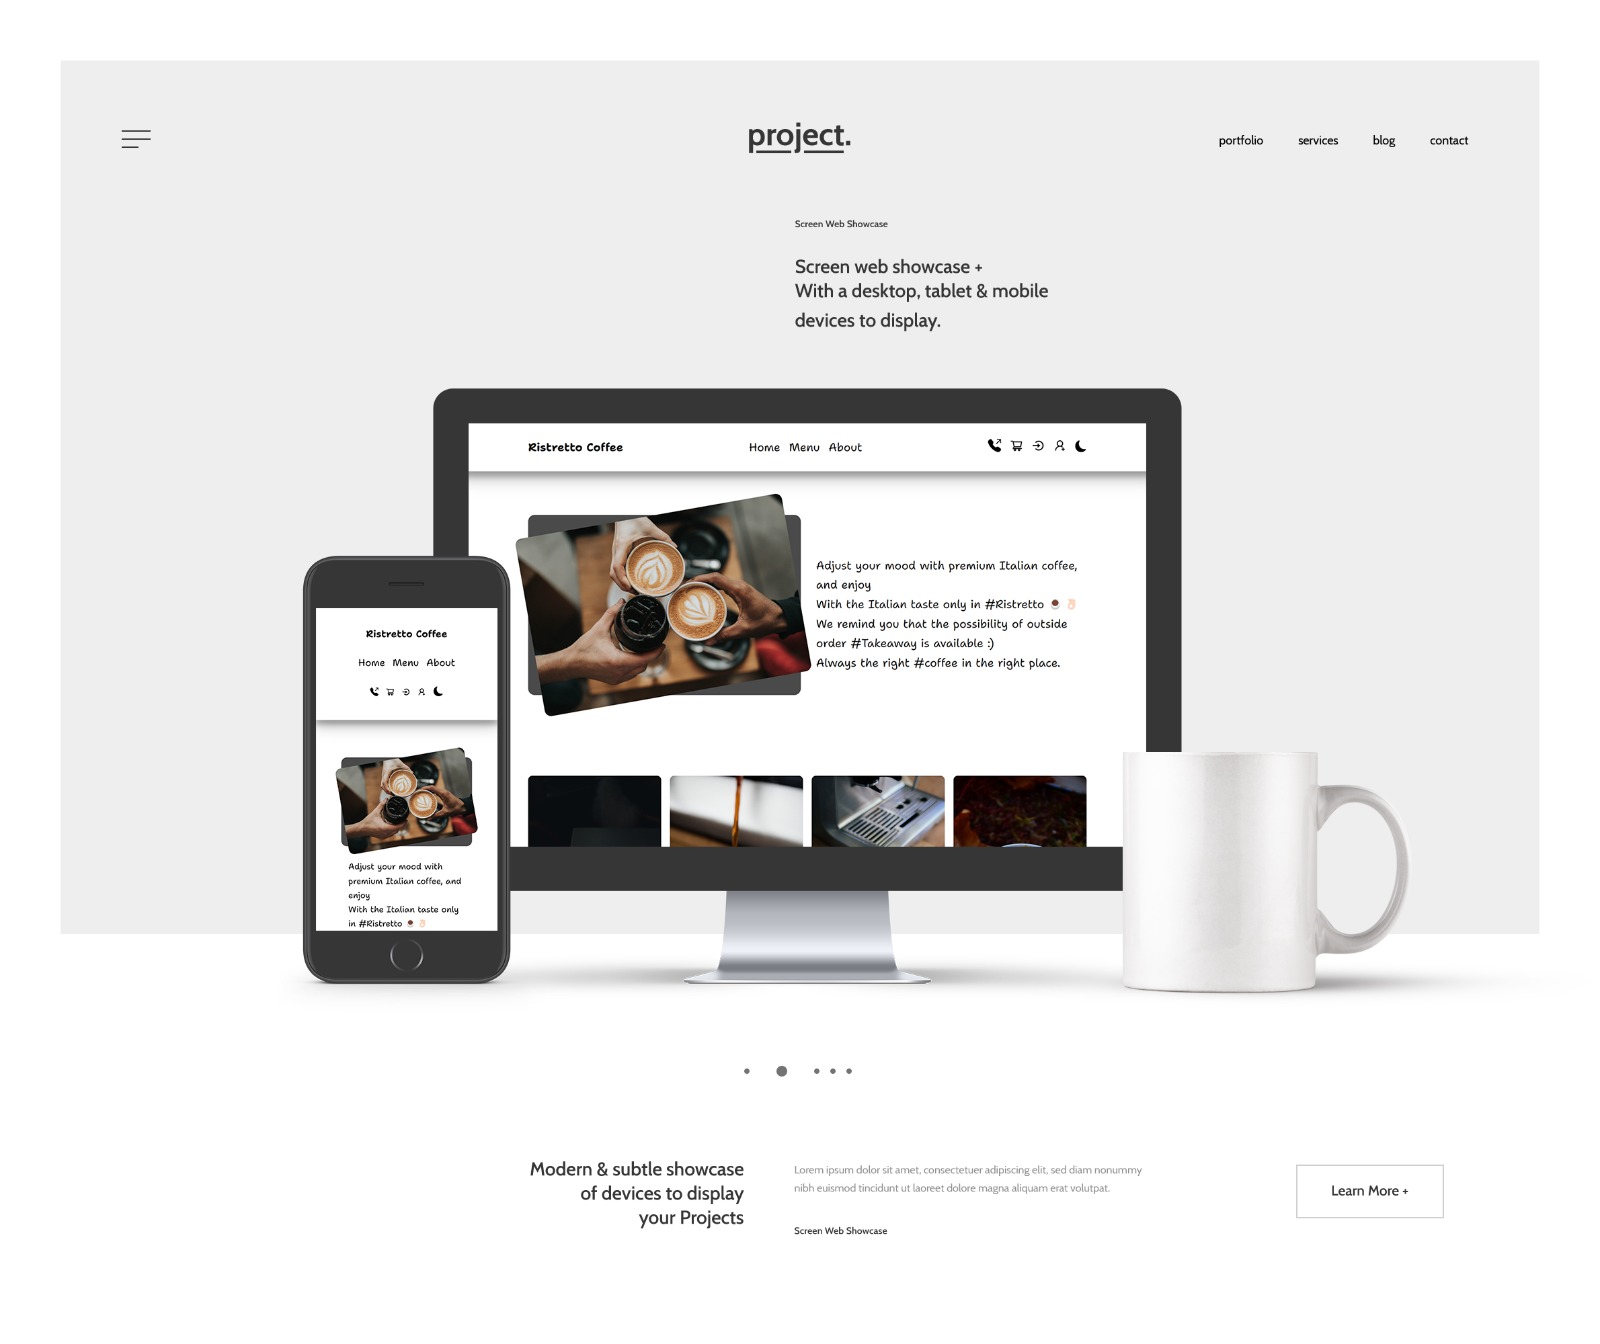 project.
portfolio services blog contact
Screen Web Showcase
Screen web showcase +
With a desktop, tablet & mobile
devices to display.
Ristretto Coffee Home Menu About
Adjust your mood with premium Italian coffee,
and enjoy
With the Italian taste only in #Ristretto ☕ 👌🏻
We remind you that the possibility of outside
order #Takeaway is available :)
Always the right #coffee in the right place.
Ristretto Coffee
Home Menu About
Adjust your mood with
premium Italian coffee, and
enjoy
With the Italian taste only
in #Ristretto ☕ 👌🏻
Modern & subtle showcase
of devices to display
your Projects
Lorem ipsum dolor sit amet, consectetuer adipiscing elit, sed diam nonummy
nibh euismod tincidunt ut laoreet dolore magna aliquam erat volutpat.
Screen Web Showcase
Learn More +